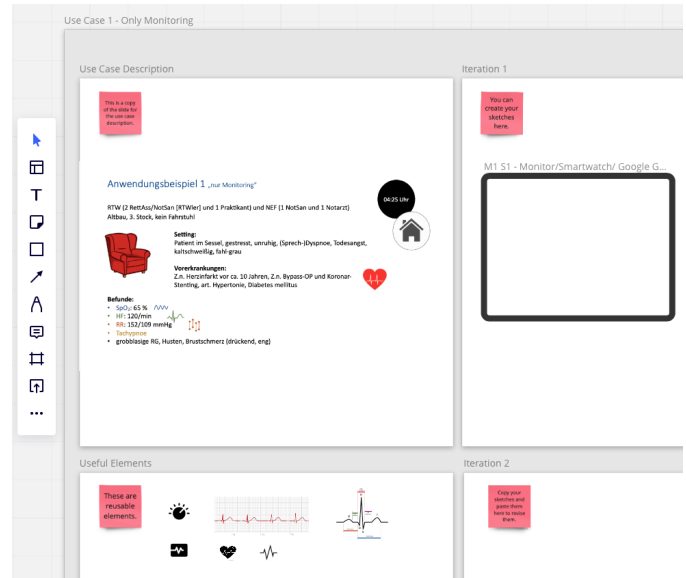 Use Case 1 - Only Monitoring
Use Case Description
This is a copy
of the slide for
the use case
description.
Anwendungsbeispiel 1 „nur Monitoring“
04:25 Uhr
RTW (2 RettAss/NotSan [RTWler] und 1 Praktikant) und NEF (1 NotSan und 1 Notarzt)
Altbau, 3. Stock, kein Fahrstuhl
Setting:
Patient im Sessel, gestresst, unruhig, (Sprech-)Dyspnoe, Todesangst,
kaltschweißig, fahl-grau
Vorerkrankungen:
Z.n. Herzinfarkt vor ca. 10 Jahren, Z.n. Bypass-OP und Koronar-
Stentling, art. Hypertonie, Diabetes mellitus
Befunde:
• SpO₂: 65 %
• HF: 120/min
• RR: 152/109 mmHg
• Tachypnoe
• grobblasige RG, Husten, Brustschmerz (drückend, eng)
Iteration 1
You can
create your
sketches
here.
M1 S1 - Monitor/Smartwatch/ Google G...
Useful Elements
These are
reusable
elements.
Iteration 2
Copy your
sketches and
paste them
here to revise
them.